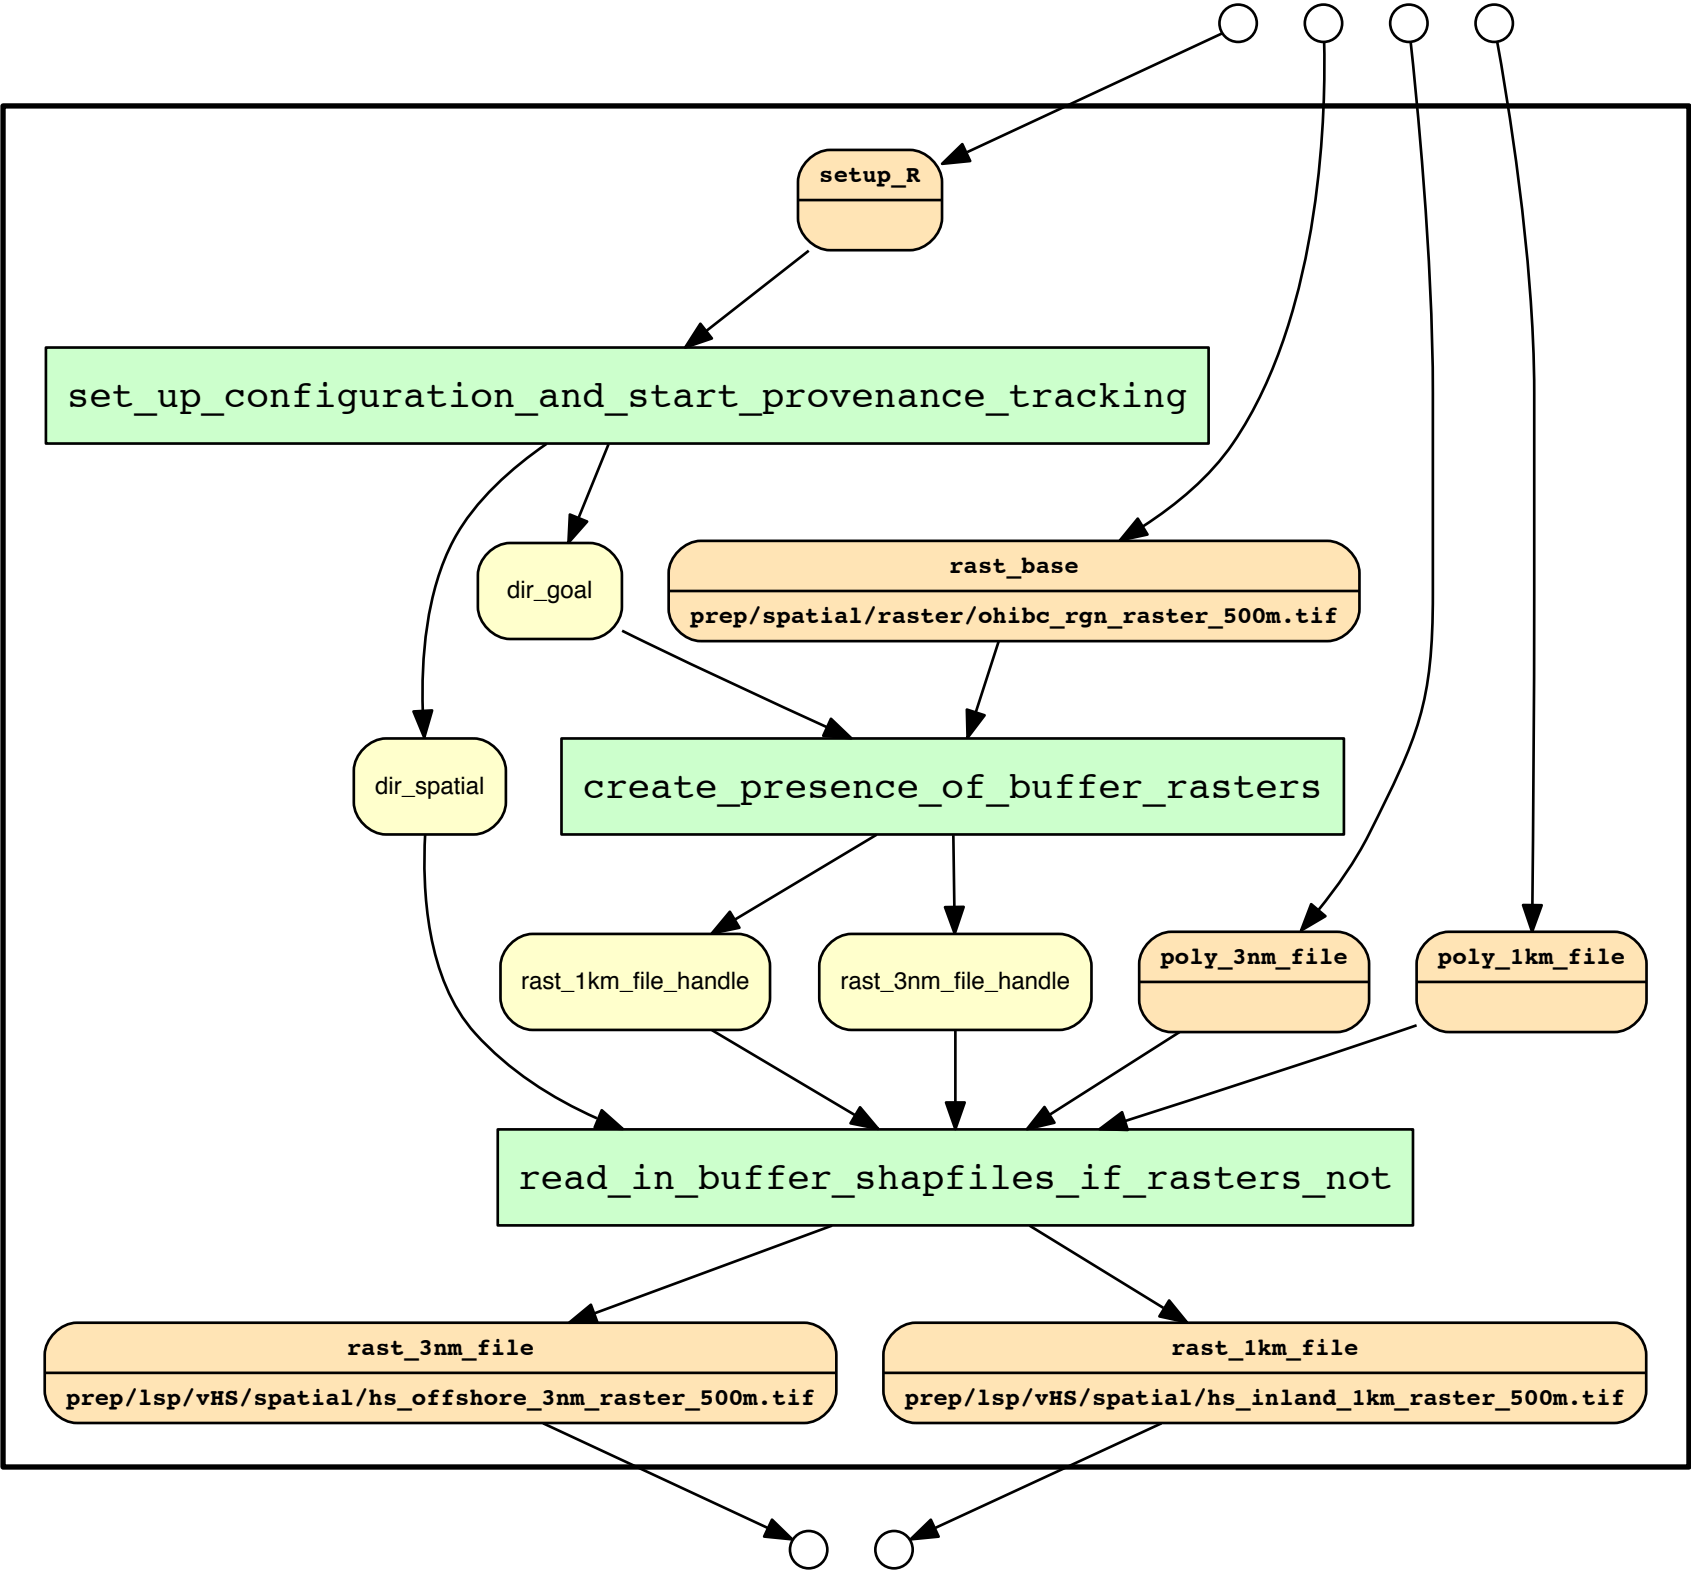 setup_R
set_up_configuration_and_start_provenance_tracking
dir_goal
rast_base
prep/spatial/raster/ohibc_rgn_raster_500m.tif
dir_spatial
create_presence_of_buffer_rasters
rast_1km_file_handle
rast_3nm_file_handle
poly_3nm_file
poly_1km_file
read_in_buffer_shapfiles_if_rasters_not
rast_3nm_file
prep/lsp/vHS/spatial/hs_offshore_3nm_raster_500m.tif
rast_1km_file
prep/lsp/vHS/spatial/hs_inland_1km_raster_500m.tif